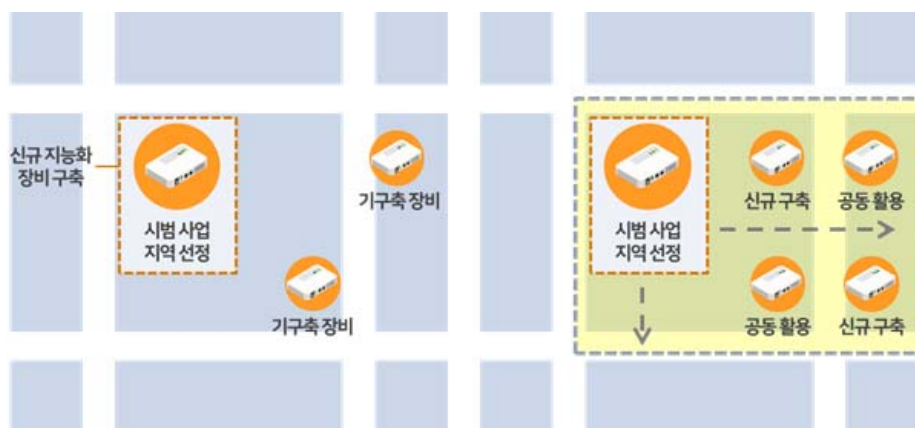 신규 지능화
장비 구축
시범 사업
지역 선정
기구축 장비
기구축 장비
시범 사업
지역 선정
신규 구축
공동 활용
공동 활용
신규 구축